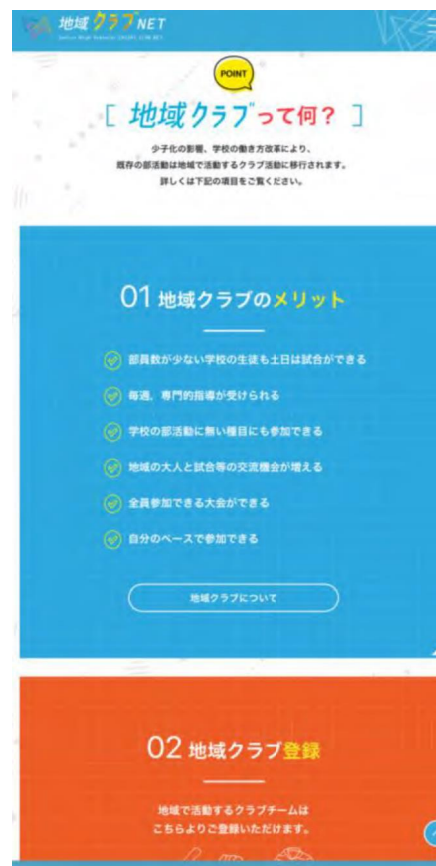 地域クラブNET
POINT
[ 地域クラブって何? ]
少子化の影響、学校の働き方改革により、
既存の部活動は地域で活動するクラブ活動に移行されます。
詳しくは下記の項目をご覧ください。
01 地域クラブのメリット
部員数が少ない学校の生徒も土日は試合ができる
毎週、専門的指導が受けられる
学校の部活動に無い種目にも参加できる
地域の大人と試合等の交流機会が増える
全員参加できる大会ができる
自分のペースで参加できる
地域クラブについて
02 地域クラブ登録
地域で活動するクラブチームは
こちらよりご登録いただけます。